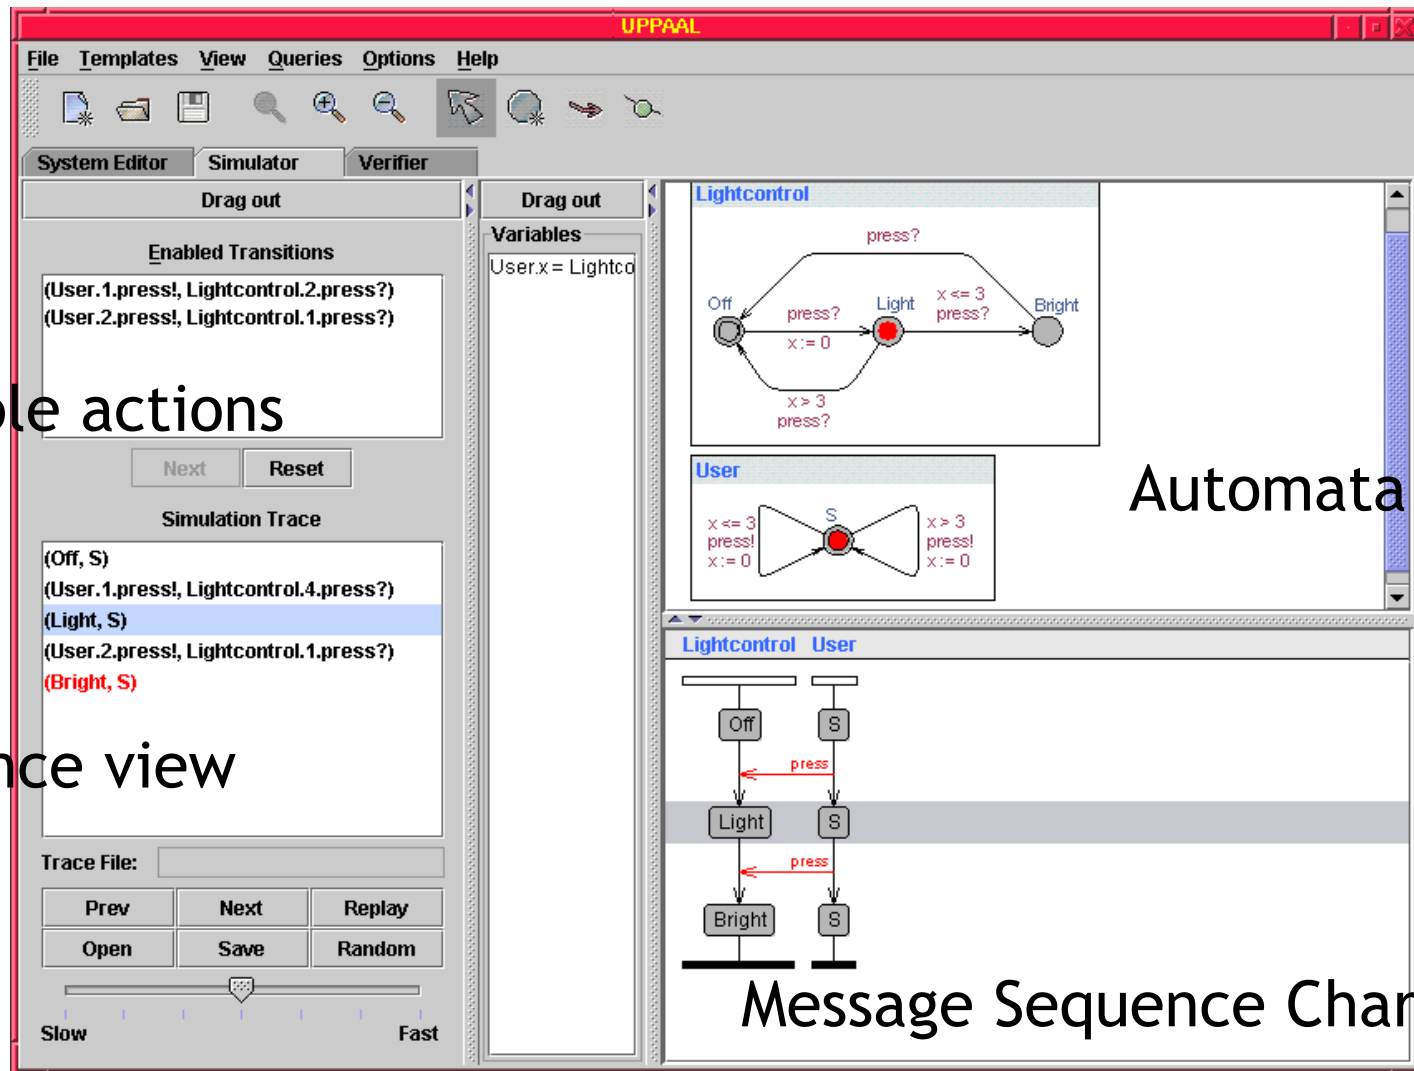 UPPAAL
File Templates View Queries Options Help
System Editor Simulator Verifier
Drag out
Enabled Transitions
(User.1.press!, Lightcontrol.2.press?)
(User.2.press!, Lightcontrol.1.press?)
ble actions
Next Reset
Simulation Trace
(Off, S)
(User.1.press!, Lightcontrol.4.press?)
(Light, S)
(User.2.press!, Lightcontrol.1.press?)
(Bright, S)
nce view
Trace File:
Prev Next Replay
Open Save Random
Slow Fast
Drag out
Variables
User.x = Lightco
Lightcontrol
press?
Off
press?
x := 0
Light
x <= 3
press?
Bright
x > 3
press?
User
S
x <= 3
press!
x := 0
x > 3
press!
x := 0
Automata
Lightcontrol User
Off S
press
Light S
press
Bright S
Message Sequence Char